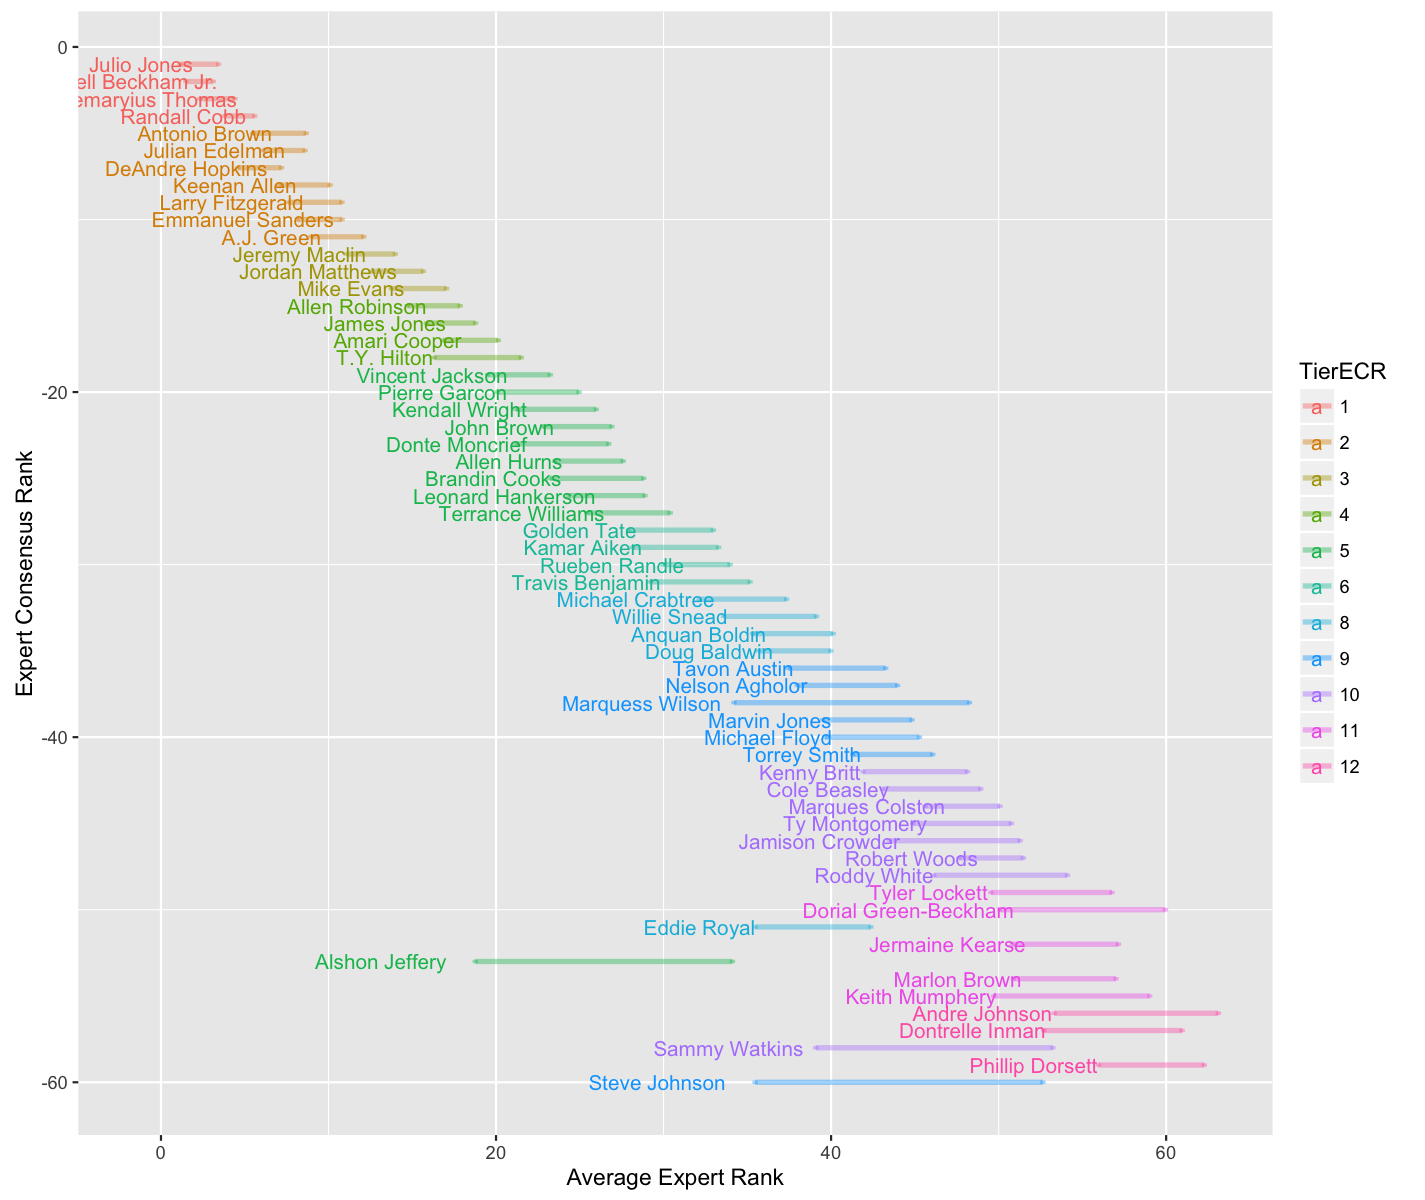 0
Julio Jones
ell Beckham Jr.
emaryius Thomas
Randall Cobb
Antonio Brown
Julian Edelman
DeAndre Hopkins
Keenan Allen
Larry Fitzgerald
Emmanuel Sanders
A.J. Green
Jeremy Maclin
Jordan Matthews
Mike Evans
Allen Robinson
James Jones
Amari Cooper
T.Y. Hilton
Vincent Jackson
-20
Pierre Garcon
Kendall Wright
John Brown
Donte Moncrief
Allen Hurns
Brandin Cooks
Leonard Hankerson
Terrance Williams
Golden Tate
Kamar Aiken
Rueben Randle
Travis Benjamin
Michael Crabtree
Willie Snead
Anquan Boldin
Doug Baldwin
Tavon Austin
Nelson Agholor
Marquess Wilson
Marvin Jones
-40
Michael Floyd
Torrey Smith
Kenny Britt
Cole Beasley
Marques Colston
Ty Montgomery
Jamison Crowder
Robert Woods
Roddy White
Tyler Lockett
Dorial Green-Beckham
Eddie Royal
Jermaine Kearse
Alshon Jeffery
Marlon Brown
Keith Mumphery
Andre Johnson
Dontrelle Inman
Sammy Watkins
Phillip Dorsett
-60
Steve Johnson
0 20 40 60
Average Expert Rank
Expert Consensus Rank
TierECR
a 1
a 2
a 3
a 4
a 5
a 6
a 8
a 9
a 10
a 11
a 12